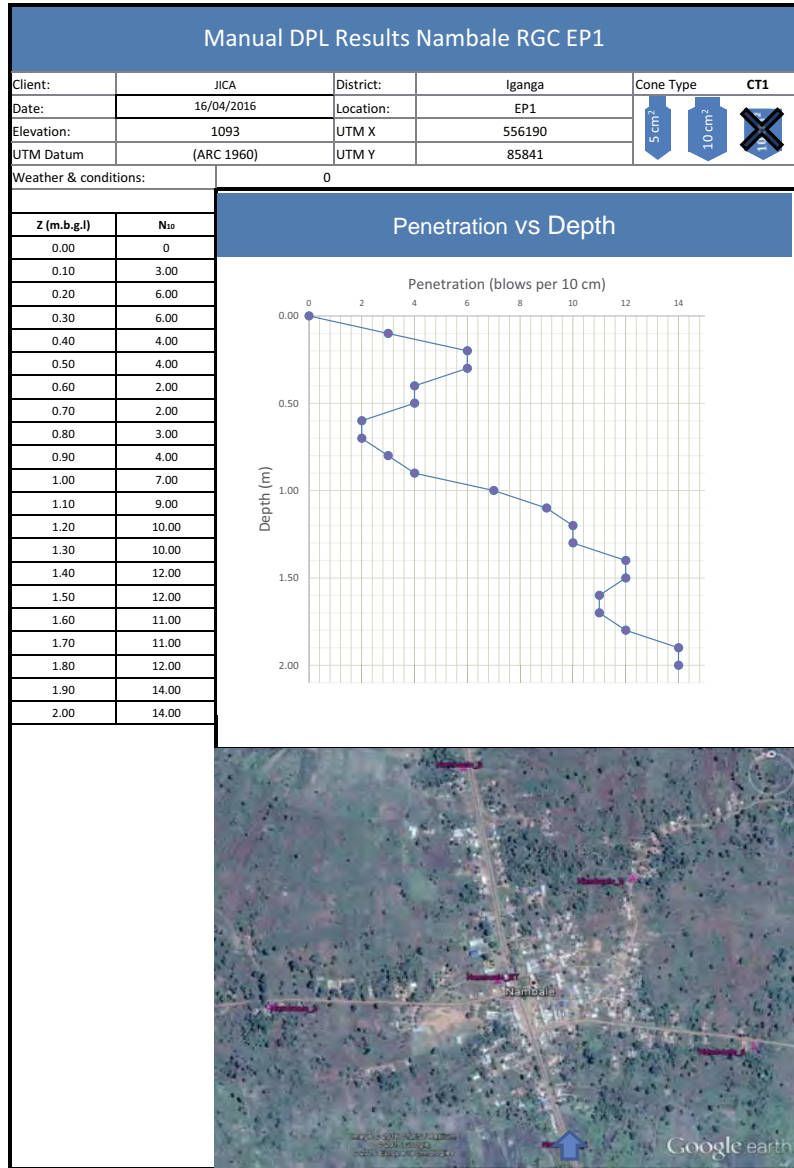 Manual DPL Results Nambale RGC EP1
Client: JICA District: Iganga Cone Type CT1
Date: 16/04/2016 Location: EP1
Elevation: 1093 UTM X 556190
UTM Datum (ARC 1960) UTM Y 85841
5 cm² 10 cm²
Weather & conditions: 0
Z (m.b.g.l) N₁₀
0.00 0
0.10 3.00
0.20 6.00
0.30 6.00
0.40 4.00
0.50 4.00
0.60 2.00
0.70 2.00
0.80 3.00
0.90 4.00
1.00 7.00
1.10 9.00
1.20 10.00
1.30 10.00
1.40 12.00
1.50 12.00
1.60 11.00
1.70 11.00
1.80 12.00
1.90 14.00
2.00 14.00
Penetration vs Depth
Penetration (blows per 10 cm)
0 2 4 6 8 10 12 14
0.00
0.50
1.00
1.50
2.00
Depth (m)
Nambale
Google earth